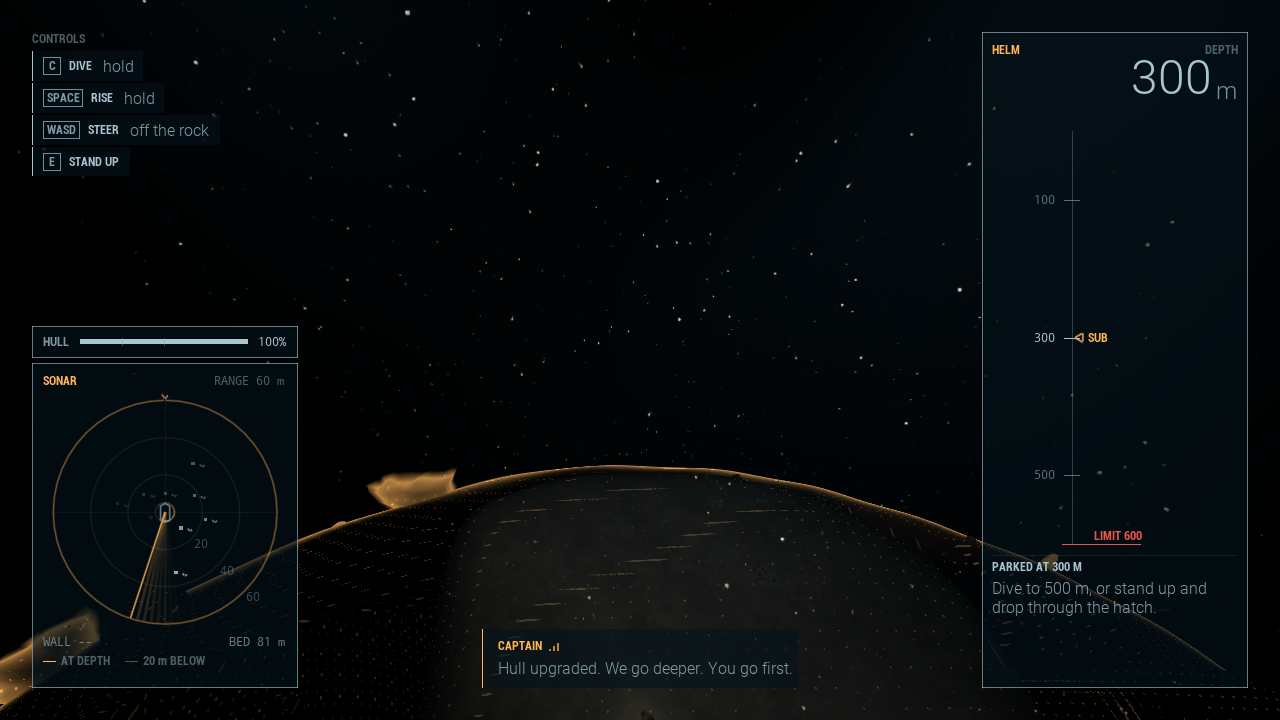 CONTROLS
C DIVE hold
SPACE RISE hold
WASD STEER off the rock
E STAND UP
HULL 100%
SONAR RANGE 60 m
20
40
60
WALL -- BED 81 m
AT DEPTH 20 m BELOW
CAPTAIN
Hull upgraded. We go deeper. You go first.
HELM DEPTH
300 m
100
300 SUB
500
LIMIT 600
PARKED AT 300 M
Dive to 500 m, or stand up and
drop through the hatch.